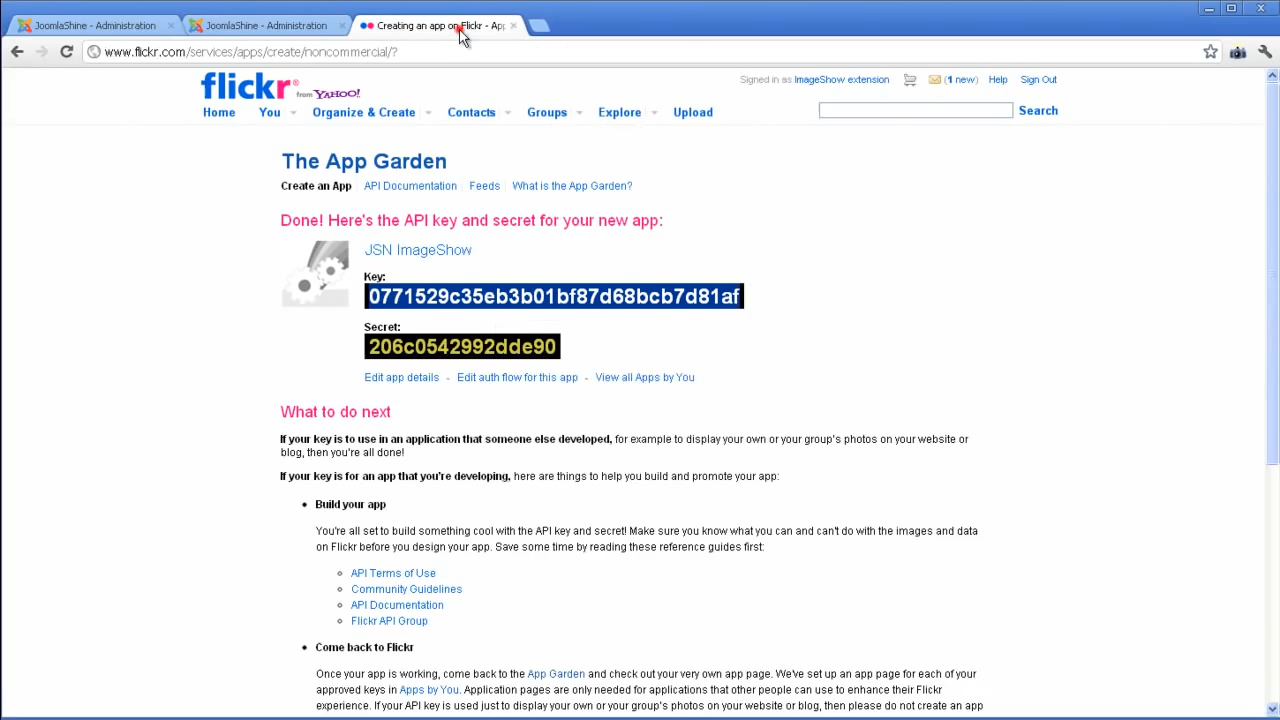 JoomlaShine - Administration
JoomlaShine - Administration
Creating an app on Flickr - App
www.flickr.com/services/apps/create/noncommercial/?
flickr from YAHOO!
Signed in as ImageShow extension
(1 new)
Help
Sign Out
Home
You
Organize & Create
Contacts
Groups
Explore
Upload
Search
The App Garden
Create an App
API Documentation
Feeds
What is the App Garden?
Done! Here's the API key and secret for your new app:
JSN ImageShow
Key:
0771529c35eb3b01bf87d68bcb7d81af
Secret:
206c0542992dde90
Edit app details - Edit auth flow for this app - View all Apps by You
What to do next
If your key is to use in an application that someone else developed, for example to display your own or your group's photos on your website or
blog, then you're all done!
If your key is for an app that you're developing, here are things to help you build and promote your app:
Build your app
You're all set to build something cool with the API key and secret! Make sure you know what you can and can't do with the images and data
on Flickr before you design your app. Save some time by reading these reference guides first:
API Terms of Use
Community Guidelines
API Documentation
Flickr API Group
Come back to Flickr
Once your app is working, come back to the App Garden and check out your very own app page. We've set up an app page for each of your
approved keys in Apps by You. Application pages are only needed for applications that other people can use to enhance their Flickr
experience. If your API key is used just to display your own or your group's photos on your website or blog, then please do not create an app